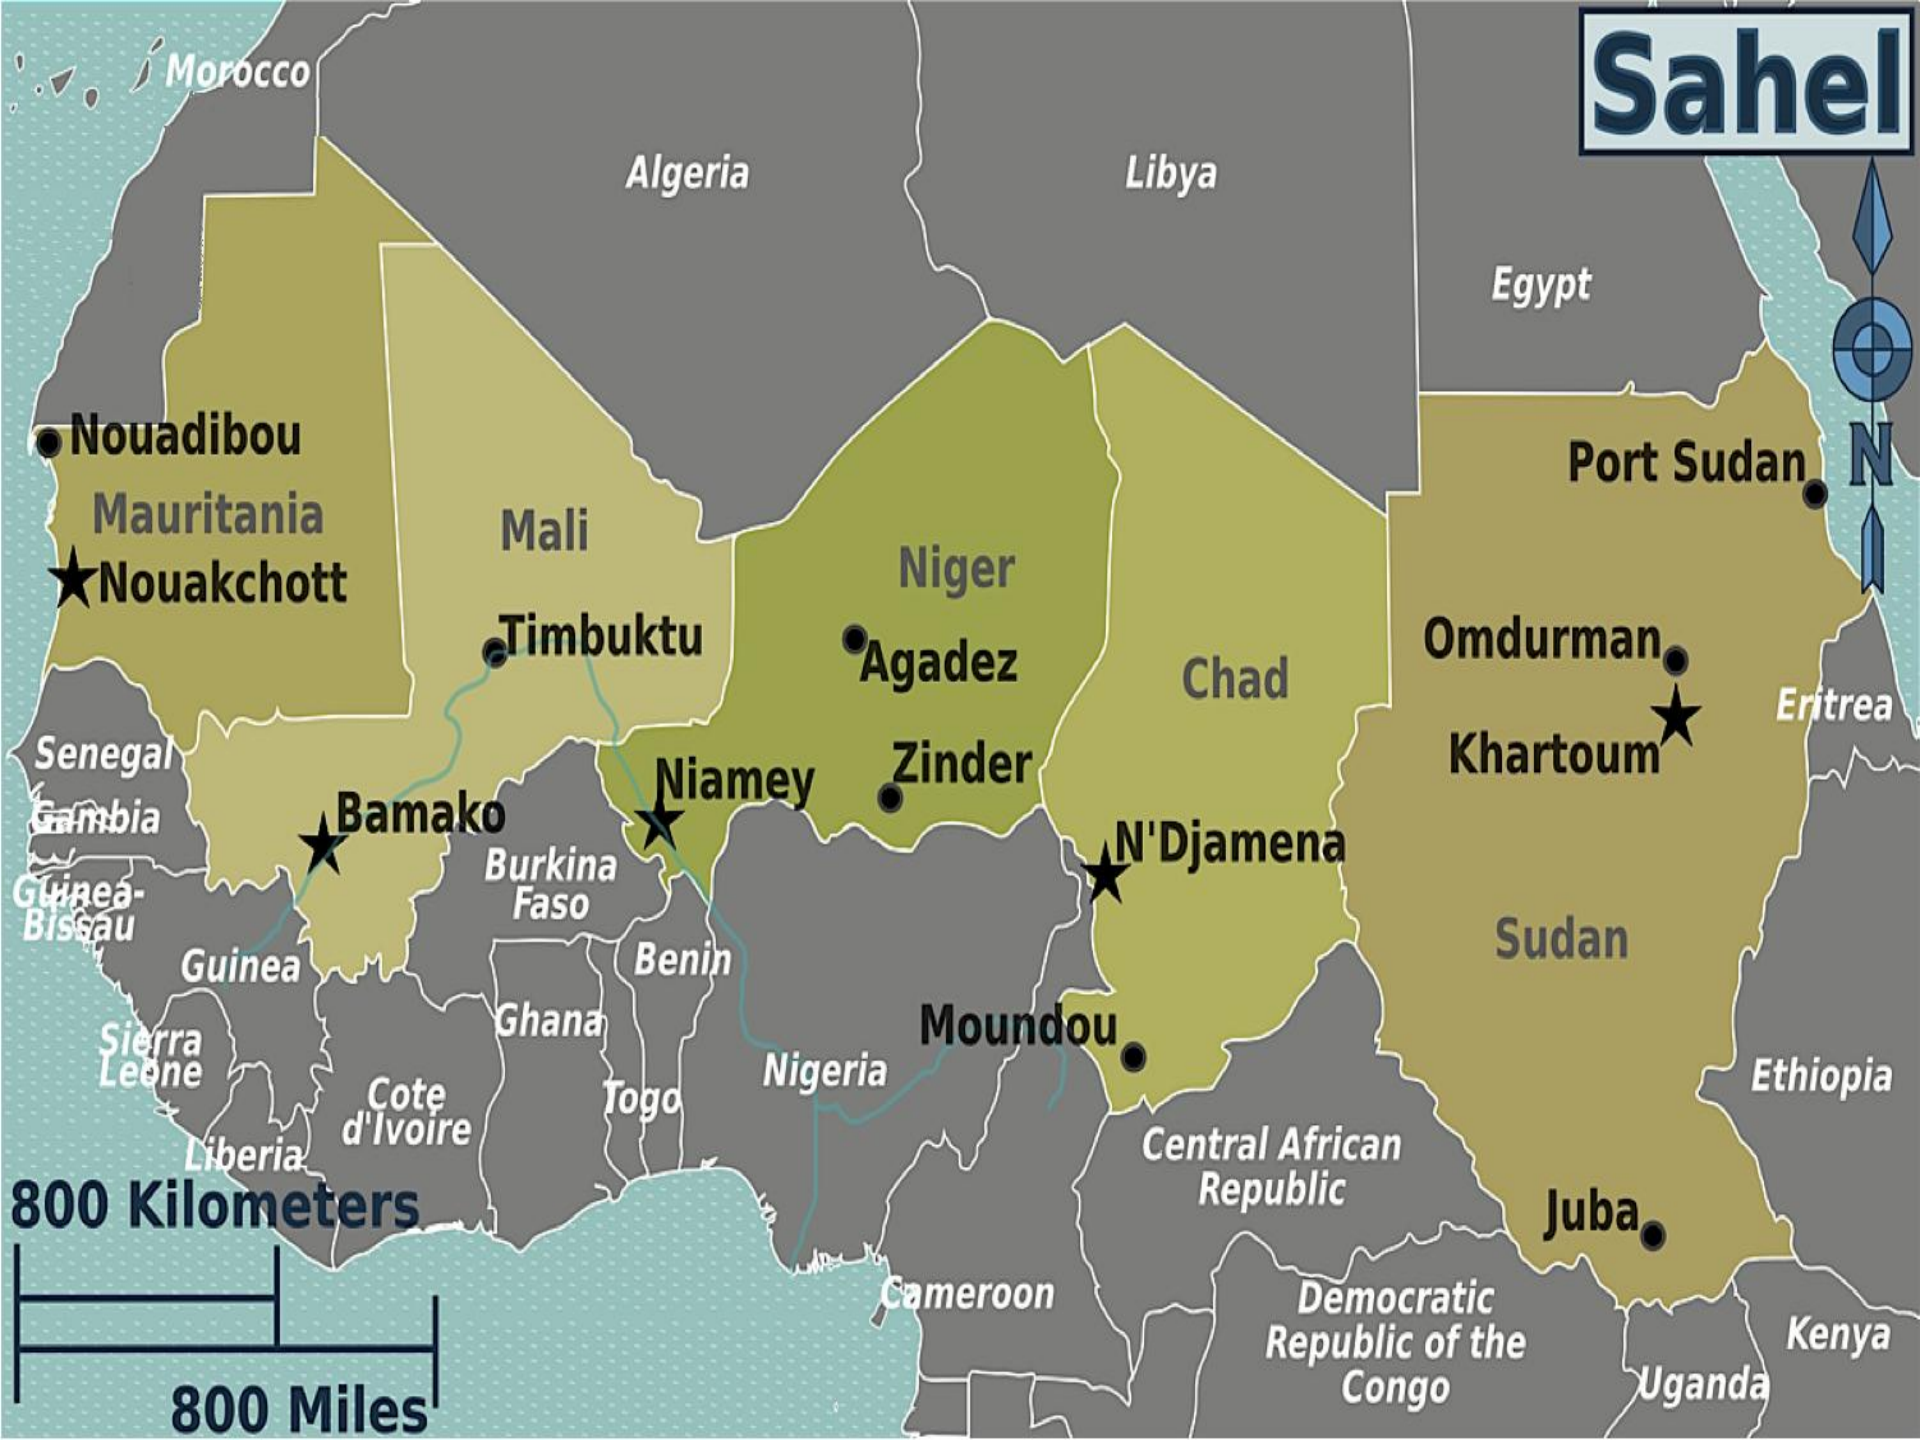 Sahel
Morocco
Algeria
Libya
Egypt
N
Nouadibou
Mauritania
Nouakchott
Mali
Timbuktu
Niger
Agadez
Zinder
Niamey
Chad
N'Djamena
Moundou
Port Sudan
Omdurman
Khartoum
Sudan
Juba
Eritrea
Ethiopia
Senegal
Gambia
Guinea-
Bissau
Guinea
Bamako
Burkina
Faso
Benin
Ghana
Togo
Sierra
Leone
Liberia
Cote
d'Ivoire
Nigeria
Cameroon
Central African
Republic
Democratic
Republic of the
Congo
Uganda
Kenya
800 Kilometers
800 Miles